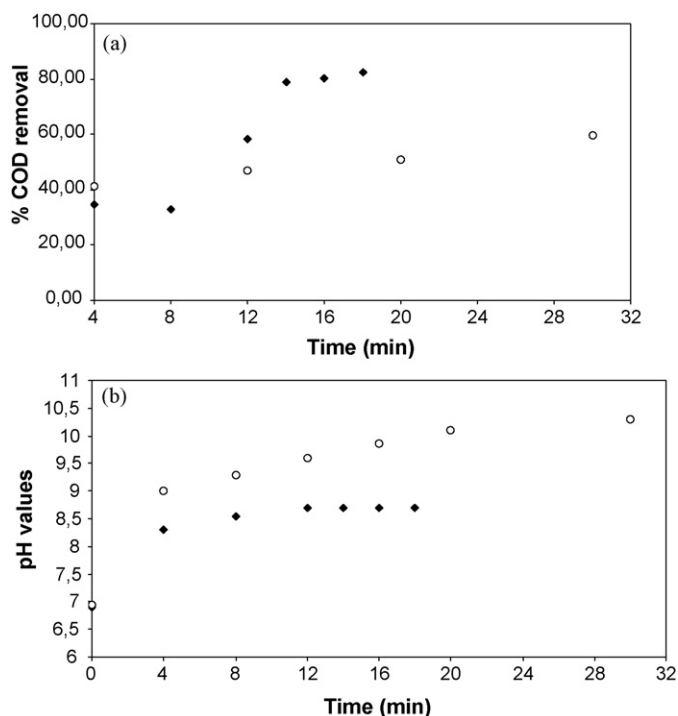 (a)
% COD removal
100,00
80,00
60,00
40,00
20,00
0,00
4 8 12 16 20 24 28 32
Time (min)
(b)
pH values
11
10,5
10
9,5
9
8,5
8
7,5
7
6,5
6
0 4 8 12 16 20 24 28 32
Time (min)